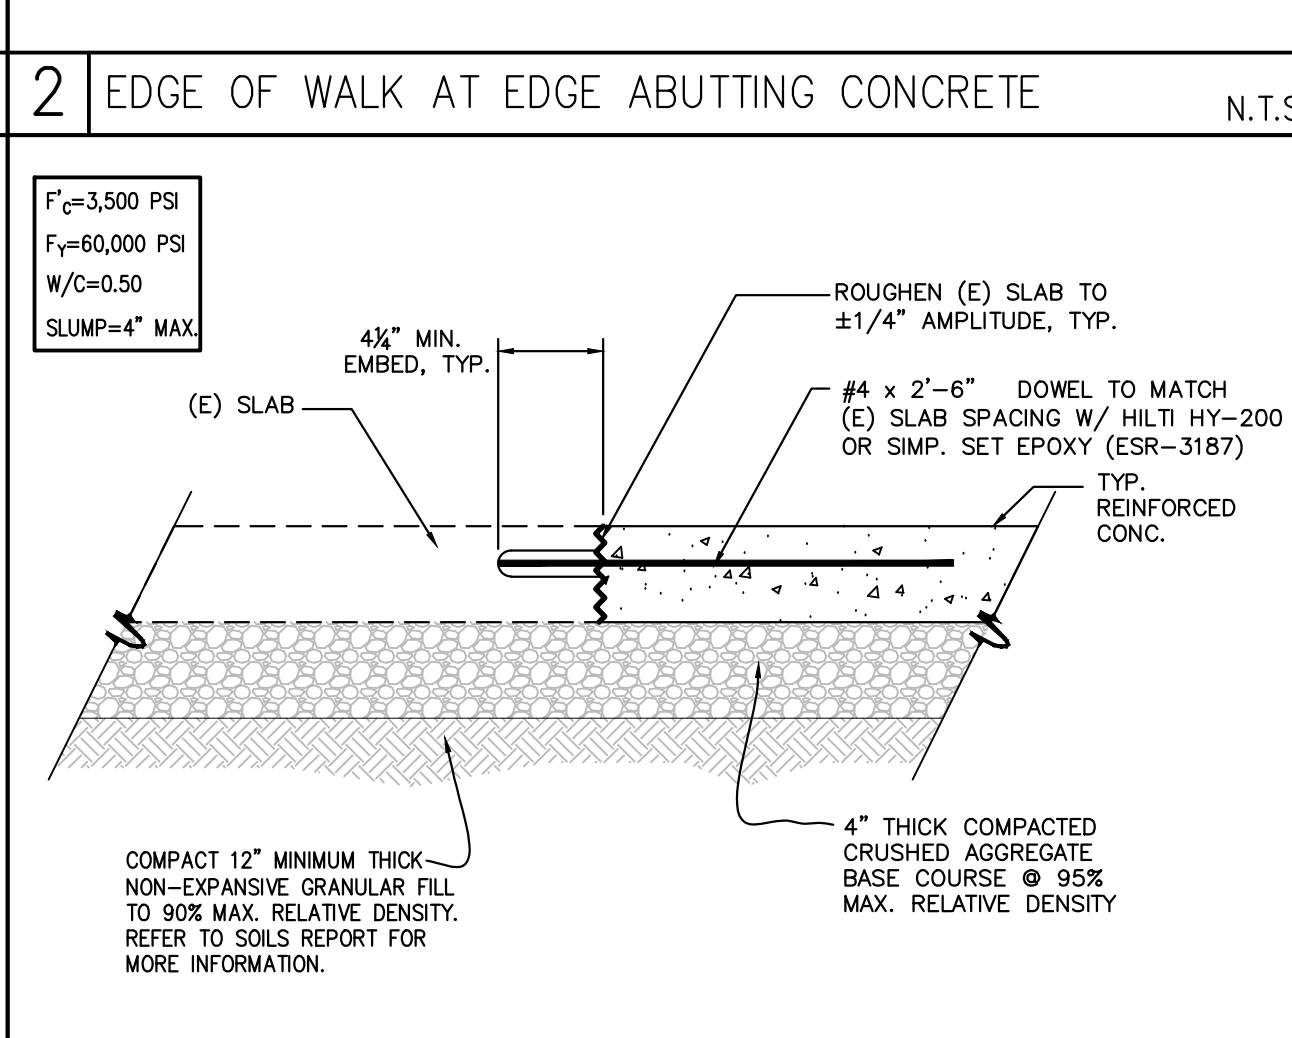 2 EDGE OF WALK AT EDGE ABUTTING CONCRETE
N.T.S
F'C=3,500 PSI
FY=60,000 PSI
W/C=0.50
SLUMP=4" MAX.
ROUGHEN (E) SLAB TO
±1/4" AMPLITUDE, TYP.
4¼" MIN.
EMBED, TYP.
(E) SLAB
#4 x 2'-6" DOWEL TO MATCH
(E) SLAB SPACING W/ HILTI HY-200
OR SIMP. SET EPOXY (ESR-3187)
TYP.
REINFORCED
CONC.
COMPACT 12" MINIMUM THICK
NON-EXPANSIVE GRANULAR FILL
TO 90% MAX. RELATIVE DENSITY.
REFER TO SOILS REPORT FOR
MORE INFORMATION.
4" THICK COMPACTED
CRUSHED AGGREGATE
BASE COURSE @ 95%
MAX. RELATIVE DENSITY